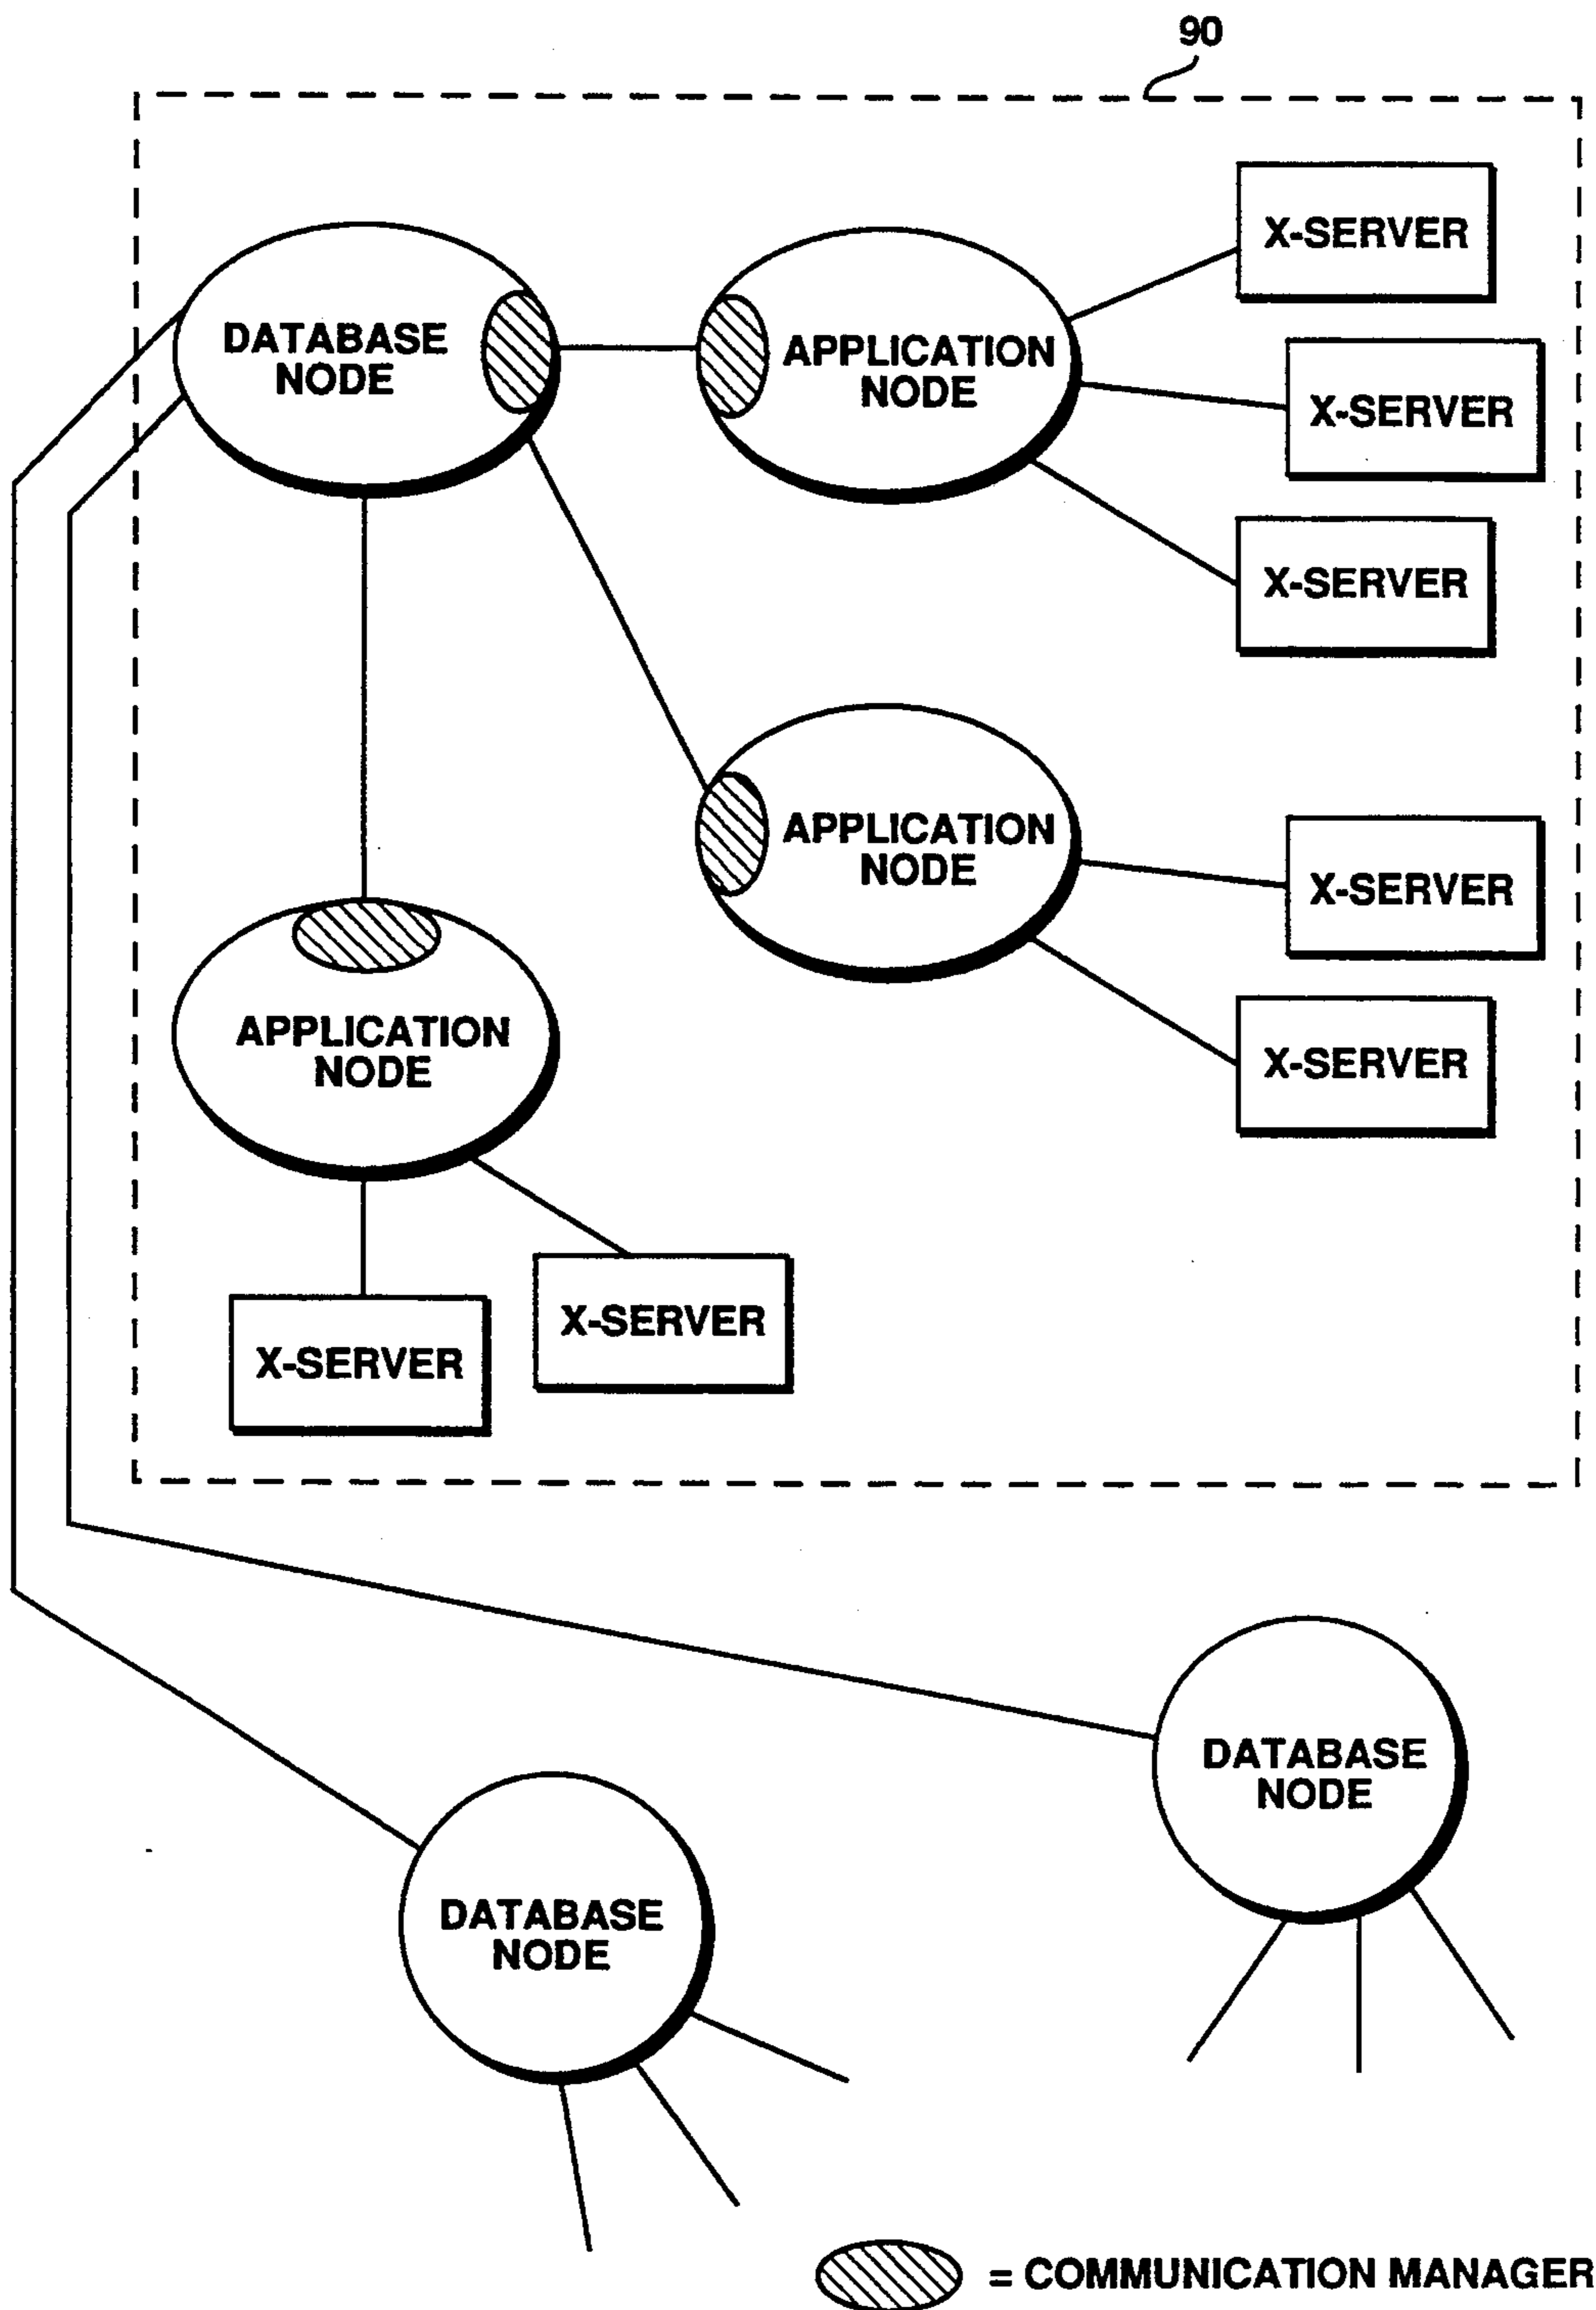 90
X-SERVER
DATABASE
NODE
APPLICATION
NODE
X-SERVER
X-SERVER
APPLICATION
NODE
X-SERVER
APPLICATION
NODE
X-SERVER
X-SERVER
X-SERVER
DATABASE
NODE
DATABASE
NODE
= COMMUNICATION MANAGER